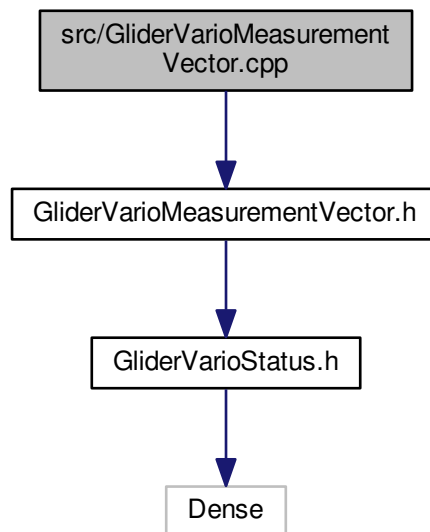 src/GliderVarioMeasurement
Vector.cpp
GliderVarioMeasurementVector.h
GliderVarioStatus.h
Dense